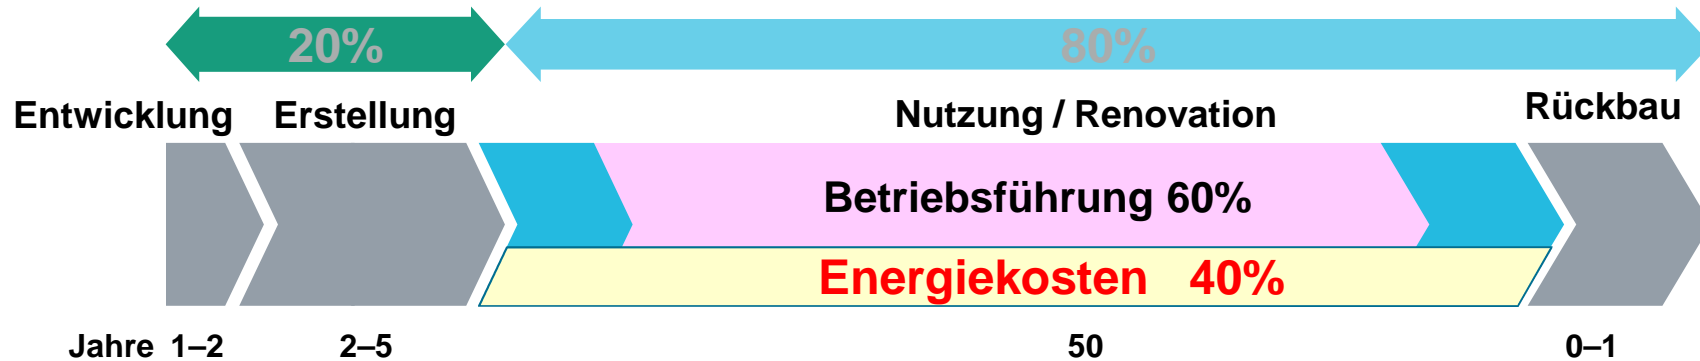 20% 80%
Entwicklung Erstellung Nutzung / Renovation Rückbau
Betriebsführung 60%
Energiekosten 40%
Jahre 1–2 2–5 50 0–1